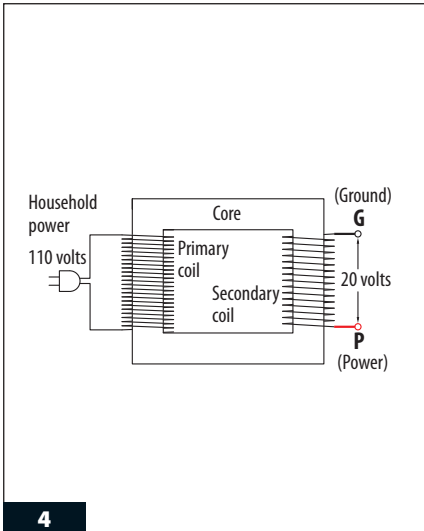 Household
power
110 volts
Core
Primary
coil
Secondary
coil
(Ground)
G
20 volts
P
(Power)
4